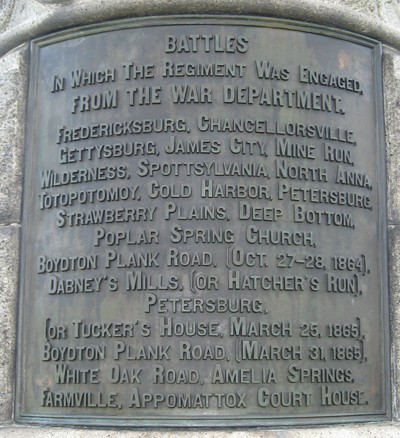 BATTLES
IN WHICH THE REGIMENT WAS ENGAGED,
FROM THE WAR DEPARTMENT.
FREDERICKSBURG, CHANCELLORSVILLE,
GETTYSBURG, JAMES CITY, MINE RUN,
WILDERNESS, SPOTTSYLVANIA, NORTH ANNA,
TOTOPOTOMOY, COLD HARBOR, PETERSBURG
STRAWBERRY PLAINS, DEEP BOTTOM,
POPLAR SPRING CHURCH,
BOYDTON PLANK ROAD, (OCT. 27-28, 1864),
DABNEY'S MILLS, (OR HATCHER'S RUN),
PETERSBURG,
(OR TUCKER'S HOUSE, MARCH 25, 1865),
BOYDTON PLANK ROAD, (MARCH 31, 1865),
WHITE OAK ROAD, AMELIA SPRINGS,
FARMVILLE, APPOMATTOX COURT HOUSE.